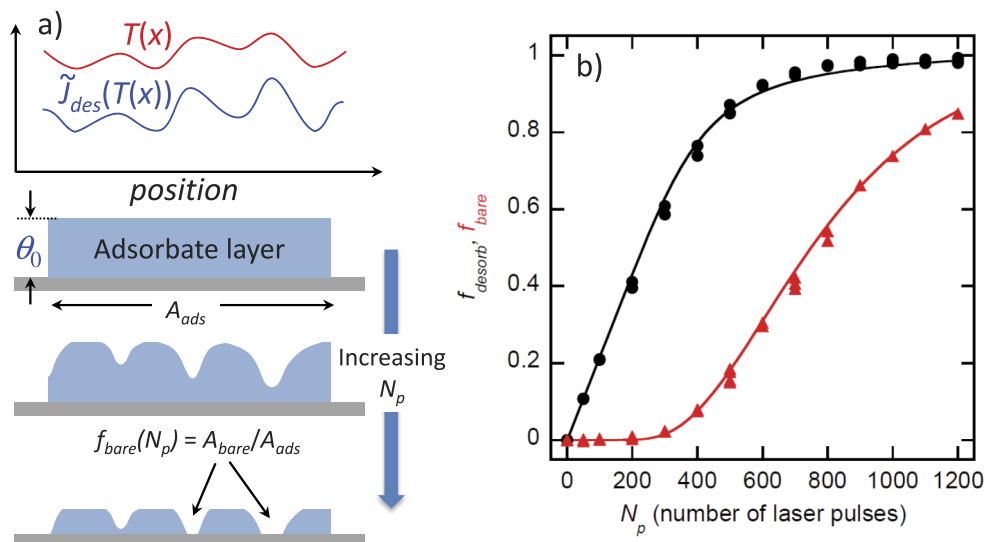 a)
T(x)
J̃des(T(x))
position
θ0
Adsorbate layer
Aads
Increasing
Np
fbare(Np) = Abare/Aads
b)
fdesorb, fbare
1
0.8
0.6
0.4
0.2
0
0 200 400 600 800 1000 1200
Np (number of laser pulses)